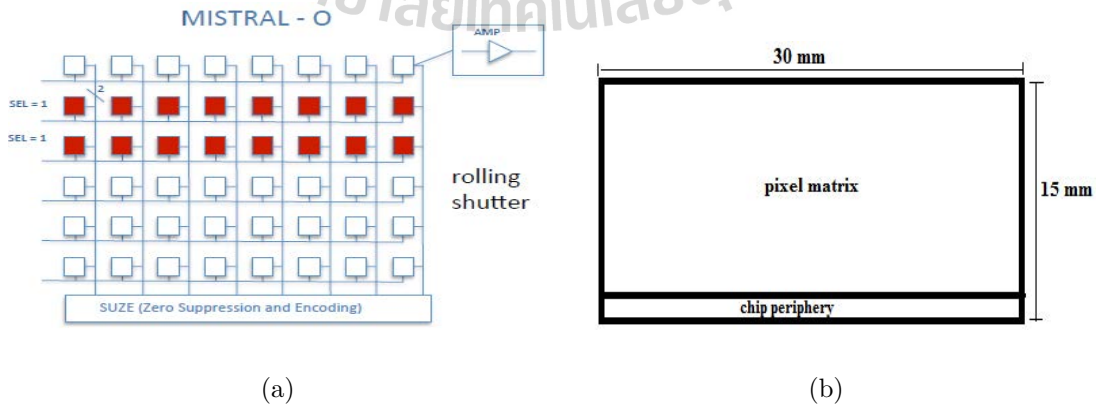 MISTRAL - O
AMP
2
SEL = 1
SEL = 1
rolling
shutter
SUZE (Zero Suppression and Encoding)
30 mm
pixel matrix
15 mm
chip periphery
(a)
(b)